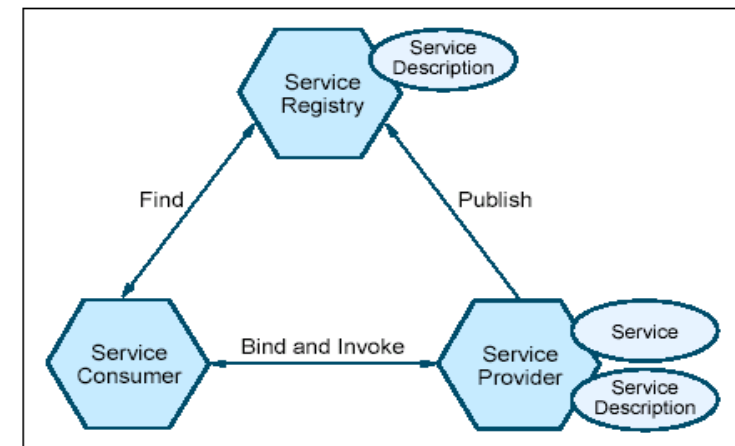 Service
Description
Service
Registry
Find
Publish
Bind and Invoke
Service
Consumer
Service
Provider
Service
Service
Description